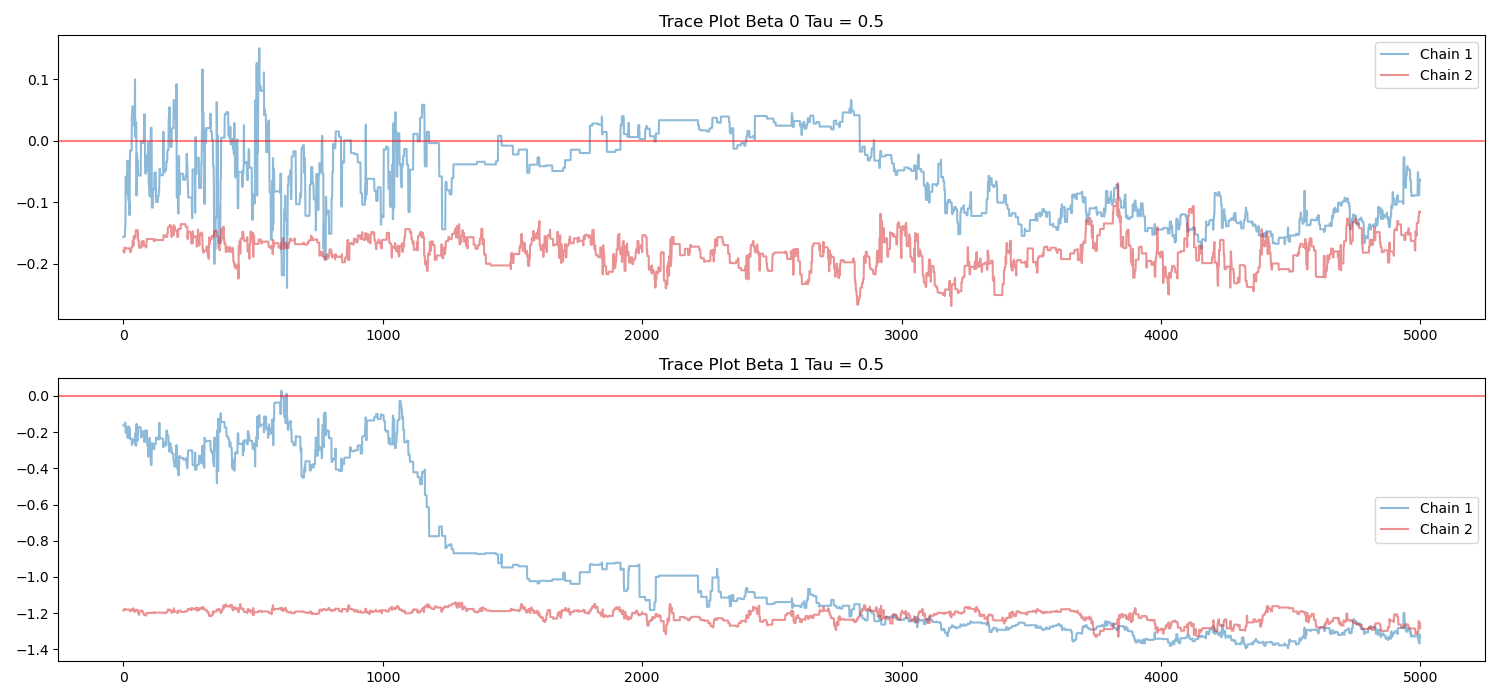 Trace Plot Beta 0 Tau = 0.5
0.1
0.0
−0.1
−0.2
Chain 1
Chain 2
0 1000 2000 3000 4000 5000
Trace Plot Beta 1 Tau = 0.5
0.0
−0.2
−0.4
−0.6
−0.8
−1.0
−1.2
−1.4
Chain 1
Chain 2
0 1000 2000 3000 4000 5000